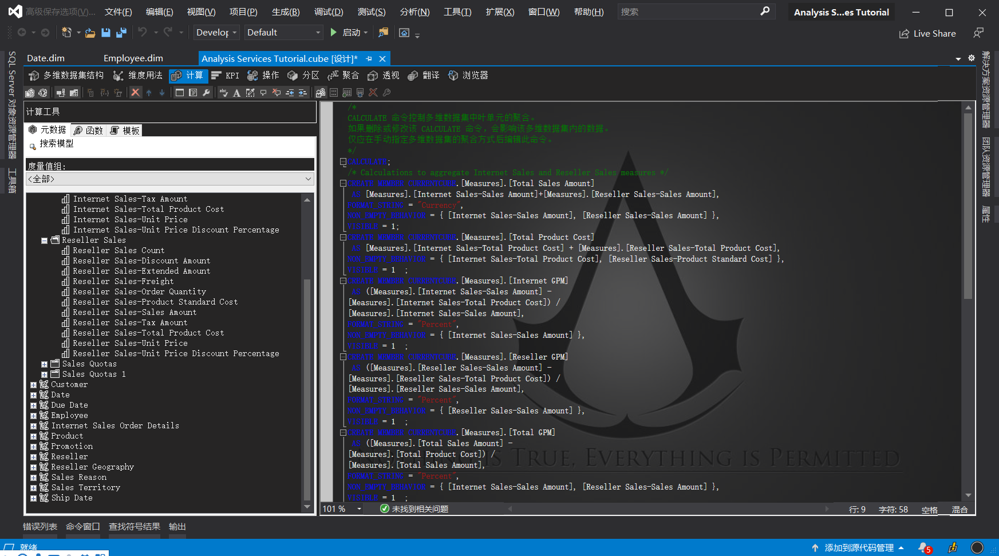 高级保存选项(V)... 文件(F) 编辑(E) 视图(V) 项目(P) 生成(B) 调试(D) 测试(S) 分析(N) 工具(T) 扩展(X) 窗口(W) 帮助(H) 搜索 Analysis S...es Tutorial
Develop Default 启动 Live Share
Date.dim Employee.dim Analysis Services Tutorial.cube [设计]*
多维数据集结构 维度用法 计算 KPI 操作 分区 聚合 透视 翻译 浏览器
SQL Server 对象资源管理器
工具箱
计算工具
元数据 函数 模板
搜索模型
度量值组:
<全部>
Internet Sales-Tax Amount
Internet Sales-Total Product Cost
Internet Sales-Unit Price
Internet Sales-Unit Price Discount Percentage
Reseller Sales
Reseller Sales Count
Reseller Sales-Discount Amount
Reseller Sales-Extended Amount
Reseller Sales-Freight
Reseller Sales-Order Quantity
Reseller Sales-Product Standard Cost
Reseller Sales-Sales Amount
Reseller Sales-Tax Amount
Reseller Sales-Total Product Cost
Reseller Sales-Unit Price
Reseller Sales-Unit Price Discount Percentage
Sales Quotas
Sales Quotas 1
Customer
Date
Due Date
Employee
Internet Sales Order Details
Product
Promotion
Reseller
Reseller Geography
Sales Reason
Sales Territory
Ship Date
/*
CALCULATE 命令控制多维数据集中叶单元的聚合。
如果删除或修改该 CALCULATE 命令，会影响该多维数据集内的数据。
仅应在手动指定多维数据集的聚合方式后编辑此命令。
*/
CALCULATE;
/* Calculations to aggregate Internet Sales and Reseller Sales measures */
CREATE MEMBER CURRENTCUBE.[Measures].[Total Sales Amount]
AS [Measures].[Internet Sales-Sales Amount]+[Measures].[Reseller Sales-Sales Amount],
FORMAT_STRING = "Currency",
NON_EMPTY_BEHAVIOR = { [Internet Sales-Sales Amount], [Reseller Sales-Sales Amount] },
VISIBLE = 1;
CREATE MEMBER CURRENTCUBE.[Measures].[Total Product Cost]
AS [Measures].[Internet Sales-Total Product Cost] + [Measures].[Reseller Sales-Total Product Cost],
NON_EMPTY_BEHAVIOR = { [Internet Sales-Total Product Cost], [Reseller Sales-Product Standard Cost] },
VISIBLE = 1 ;
CREATE MEMBER CURRENTCUBE.[Measures].[Internet GPM]
AS ([Measures].[Internet Sales-Sales Amount] -
[Measures].[Internet Sales-Total Product Cost]) /
[Measures].[Internet Sales-Sales Amount],
FORMAT_STRING = "Percent",
NON_EMPTY_BEHAVIOR = { [Internet Sales-Sales Amount] },
VISIBLE = 1 ;
CREATE MEMBER CURRENTCUBE.[Measures].[Reseller GPM]
AS ([Measures].[Reseller Sales-Sales Amount] -
[Measures].[Reseller Sales-Total Product Cost]) /
[Measures].[Reseller Sales-Sales Amount],
FORMAT_STRING = "Percent",
NON_EMPTY_BEHAVIOR = { [Reseller Sales-Sales Amount] },
VISIBLE = 1 ;
CREATE MEMBER CURRENTCUBE.[Measures].[Total GPM]
AS ([Measures].[Total Sales Amount] -
[Measures].[Total Product Cost]) /
[Measures].[Total Sales Amount],
FORMAT_STRING = "Percent",
NON_EMPTY_BEHAVIOR = { [Internet Sales-Sales Amount], [Reseller Sales-Sales Amount] },
VISIBLE = 1 ;
IS TRUE, EVERYTHING IS PERMITTED
101 % 未找到相关问题 行: 9 字符: 58 空格 混合
解决方案资源管理器
团队资源管理器
属性
错误列表 命令窗口 查找符号结果 输出
就绪 添加到源代码管理 5